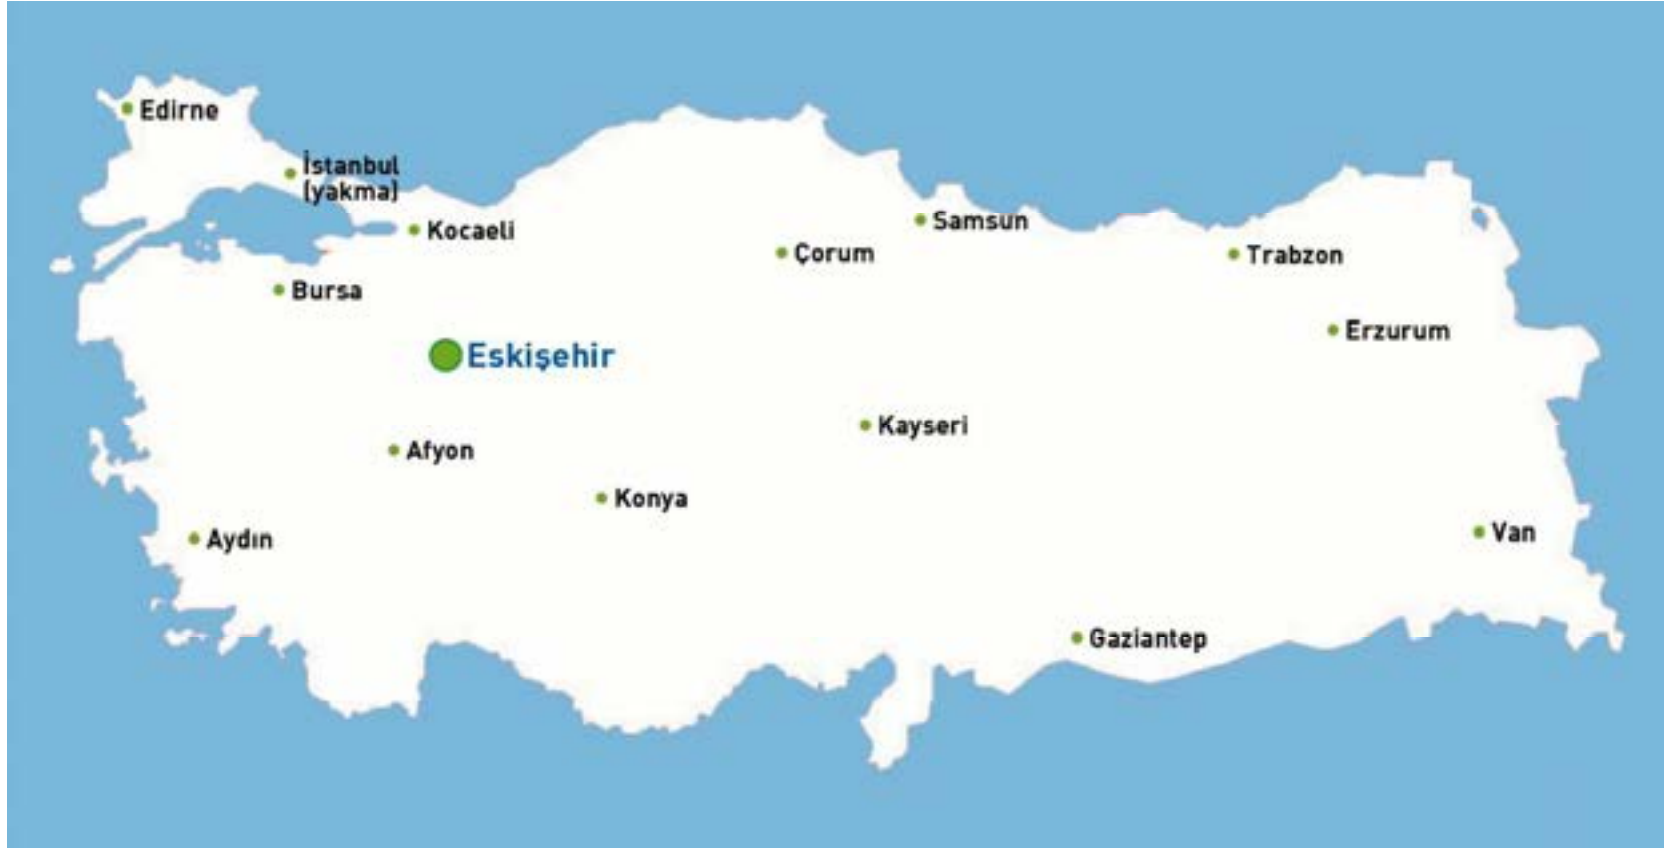 Edirne
İstanbul
(yakma)
Kocaeli
Samsun
Çorum
Trabzon
Bursa
Erzurum
Eskişehir
Kayseri
Afyon
Konya
Van
Aydın
Gaziantep